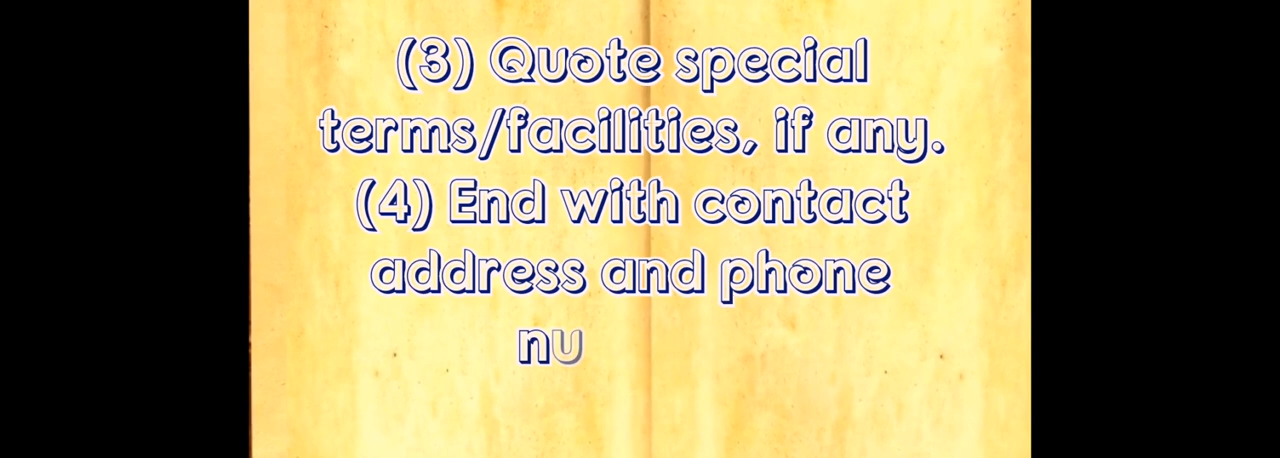 (3) Quote special
terms/facilities, if any.
(4) End with contact
address and phone
nu